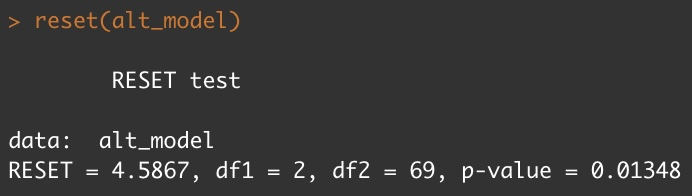 > reset(alt_model)
RESET test
data:  alt_model
RESET = 4.5867, df1 = 2, df2 = 69, p-value = 0.01348